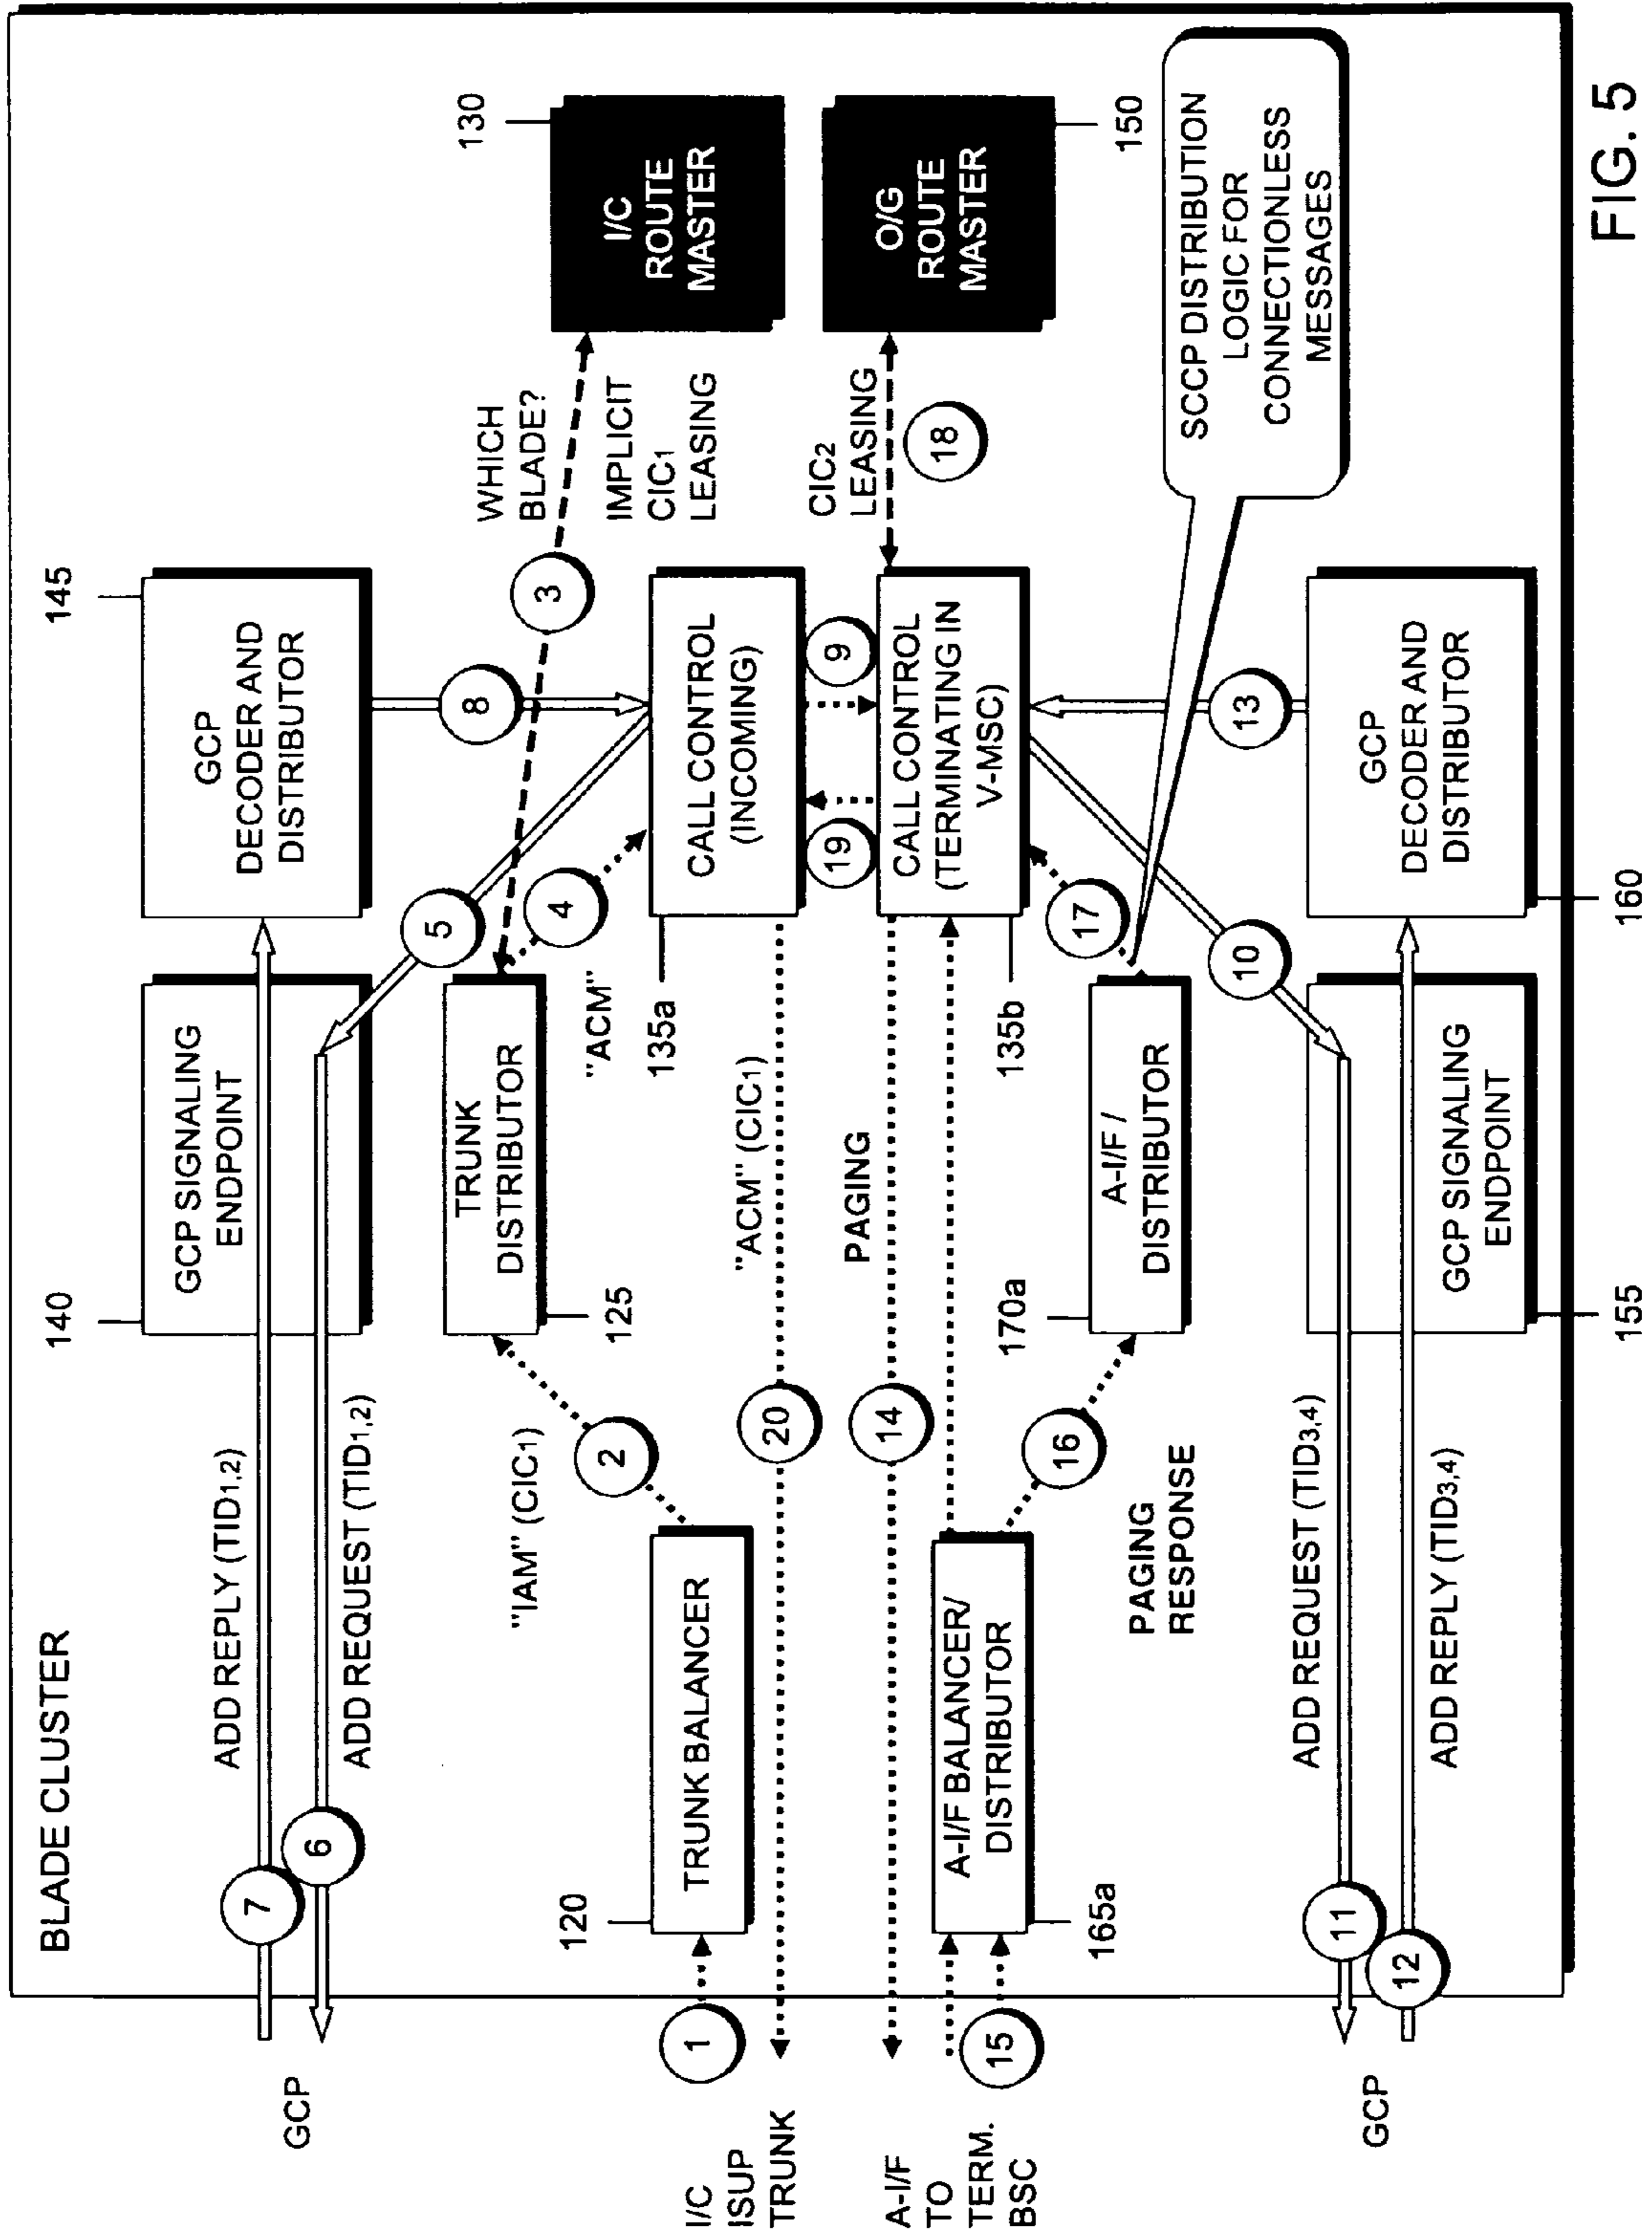 BLADE CLUSTER
140
145
GCP SIGNALING
ENDPOINT
GCP
DECODER AND
DISTRIBUTOR
7
ADD REPLY (TID1,2)
GCP
6
ADD REQUEST (TID1,2)
5
8
WHICH
BLADE?
3
130
I/C
ROUTE
MASTER
IMPLICIT
CIC1
LEASING
TRUNK
DISTRIBUTOR
125
"IAM" (CIC1)
2
4
"ACM"
120
TRUNK BALANCER
1
I/C
ISUP
TRUNK
CALL CONTROL
(INCOMING)
135a
"ACM" (CIC1)
20
19
9
CIC2
LEASING
18
O/G
ROUTE
MASTER
150
PAGING
14
CALL CONTROL
(TERMINATING IN
V-MSC)
135b
A-I/F
TO
TERM.
BSC
15
A-I/F BALANCER/
DISTRIBUTOR
165a
16
PAGING
RESPONSE
170a
A-I/F /
DISTRIBUTOR
17
SCCP DISTRIBUTION
LOGIC FOR
CONNECTIONLESS
MESSAGES
10
13
ADD REQUEST (TID3,4)
11
GCP
12
ADD REPLY (TID3,4)
GCP SIGNALING
ENDPOINT
155
GCP
DECODER AND
DISTRIBUTOR
160
FIG. 5